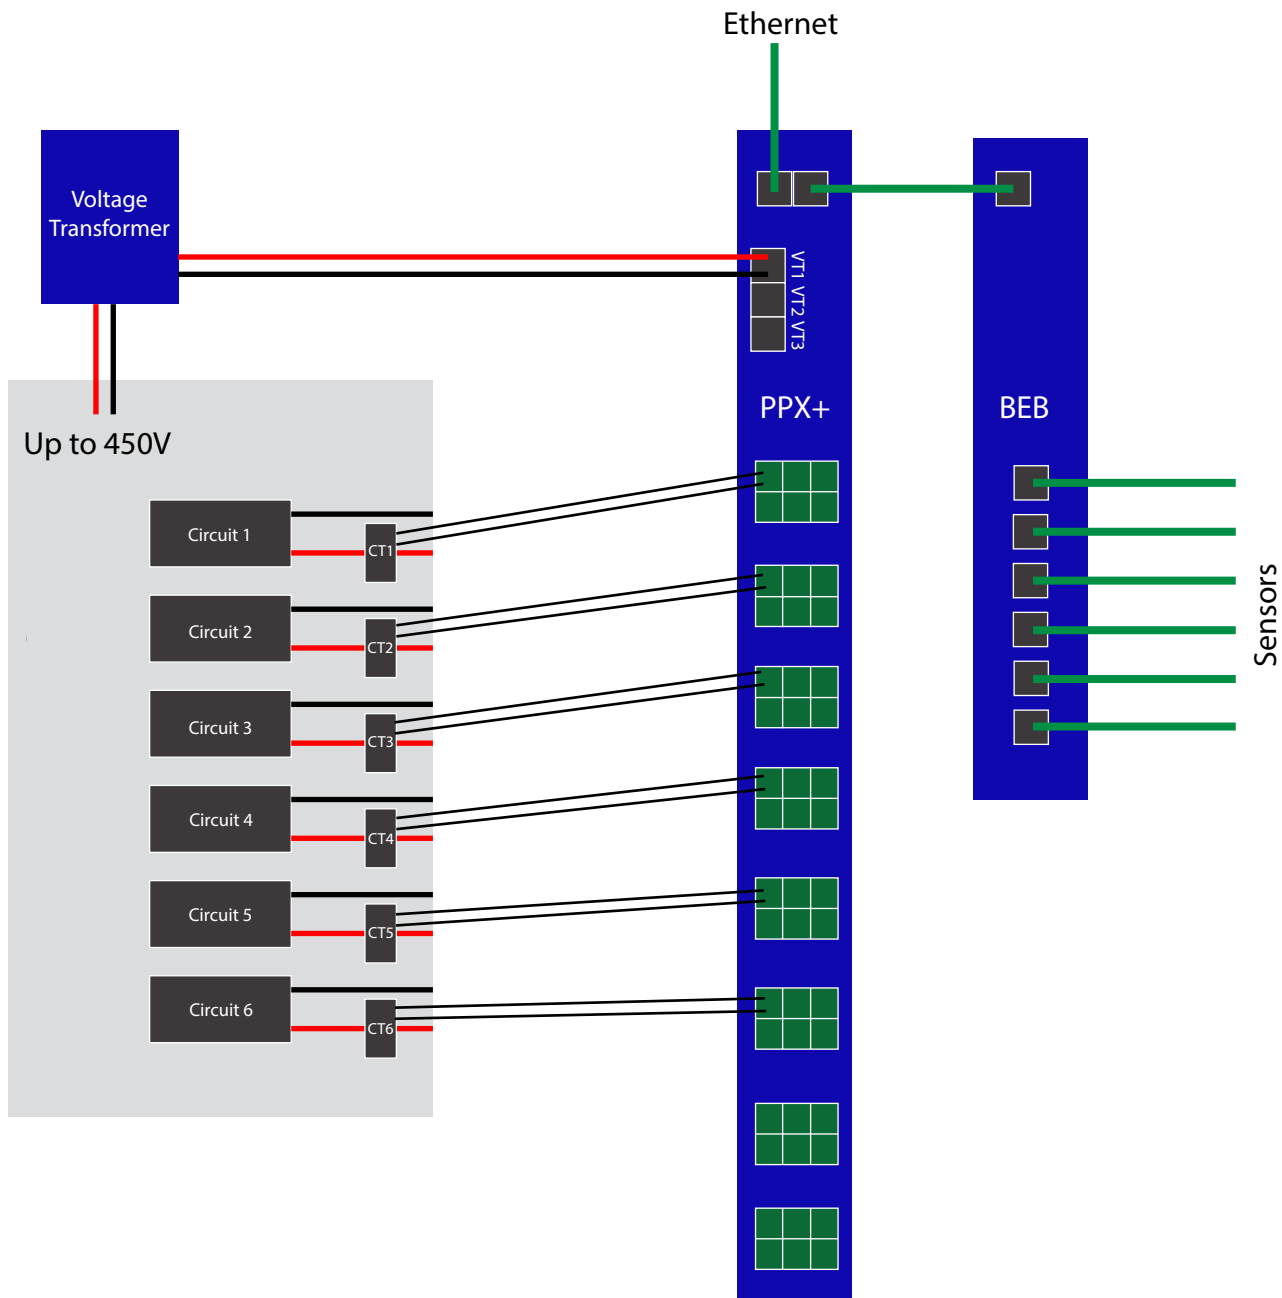 Ethernet
Voltage
Transformer
VT1 VT2 VT3
Up to 450V
PPX+
BEB
Circuit 1
CT1
Circuit 2
CT2
Circuit 3
CT3
Circuit 4
CT4
Circuit 5
CT5
Circuit 6
CT6
Sensors